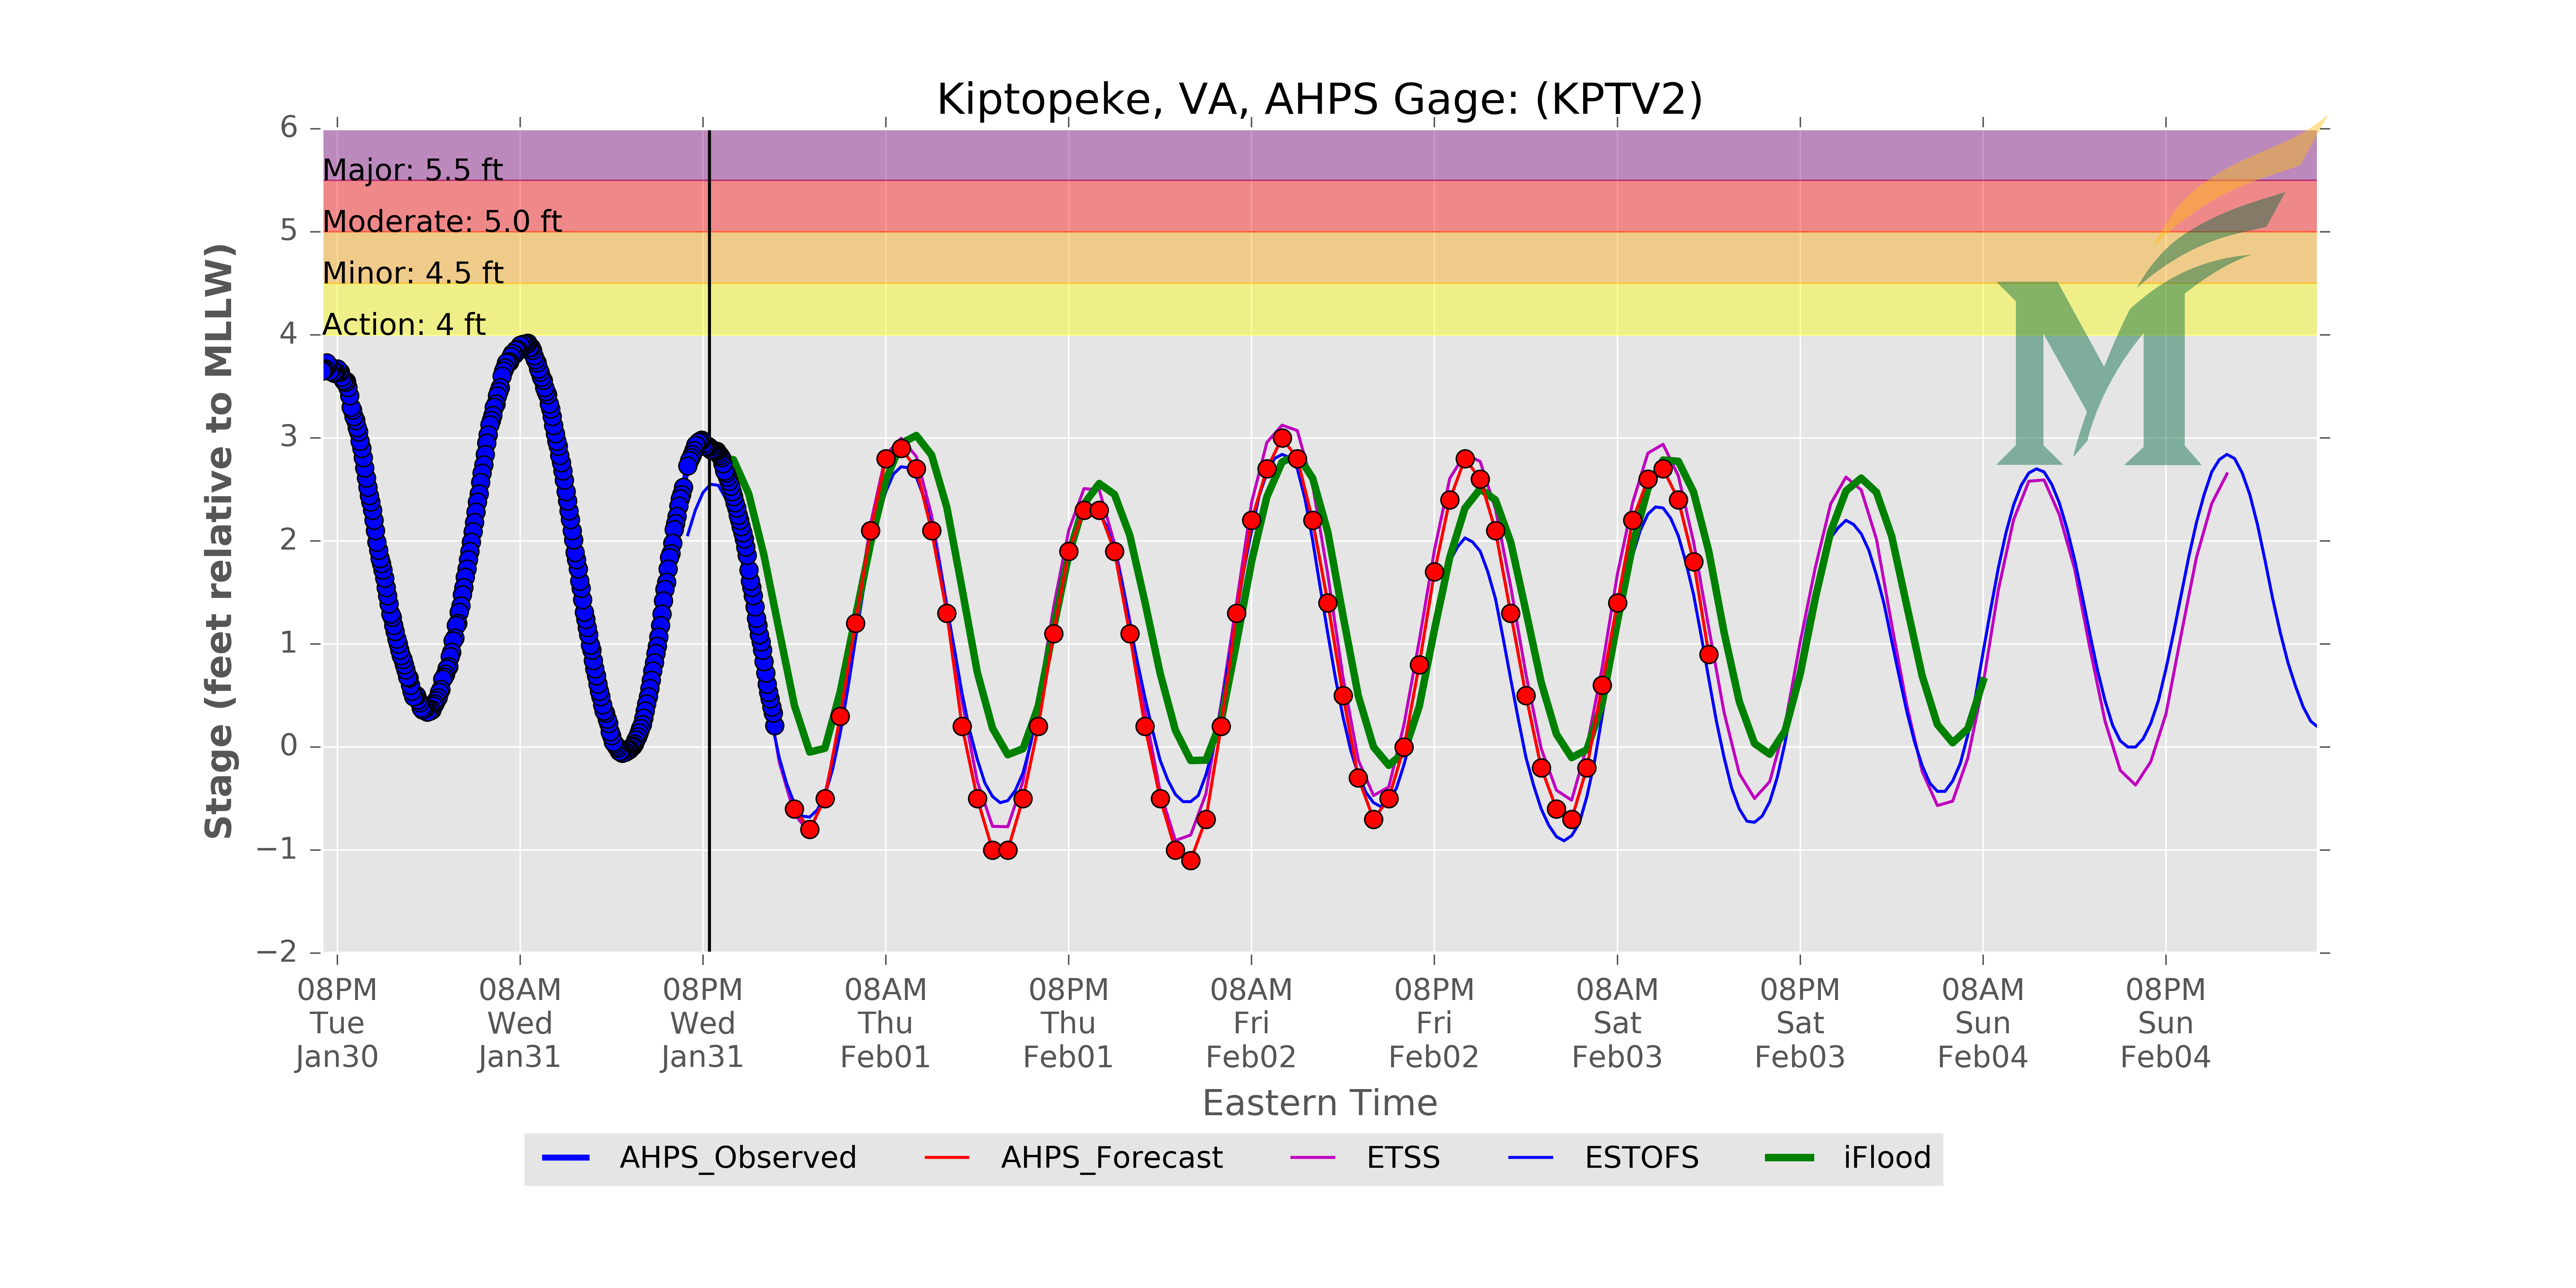 Kiptopeke, VA, AHPS Gage: (KPTV2)
Stage (feet relative to MLLW)
6
5
4
3
2
1
0
−1
−2
Major: 5.5 ft
Moderate: 5.0 ft
Minor: 4.5 ft
Action: 4 ft
M
08PM 08AM 08PM 08AM 08PM 08AM 08PM 08AM 08PM 08AM 08PM
Tue Wed Wed Thu Thu Fri Fri Sat Sat Sun Sun
Jan30 Jan31 Jan31 Feb01 Feb01 Feb02 Feb02 Feb03 Feb03 Feb04 Feb04
Eastern Time
AHPS_Observed AHPS_Forecast ETSS ESTOFS iFlood